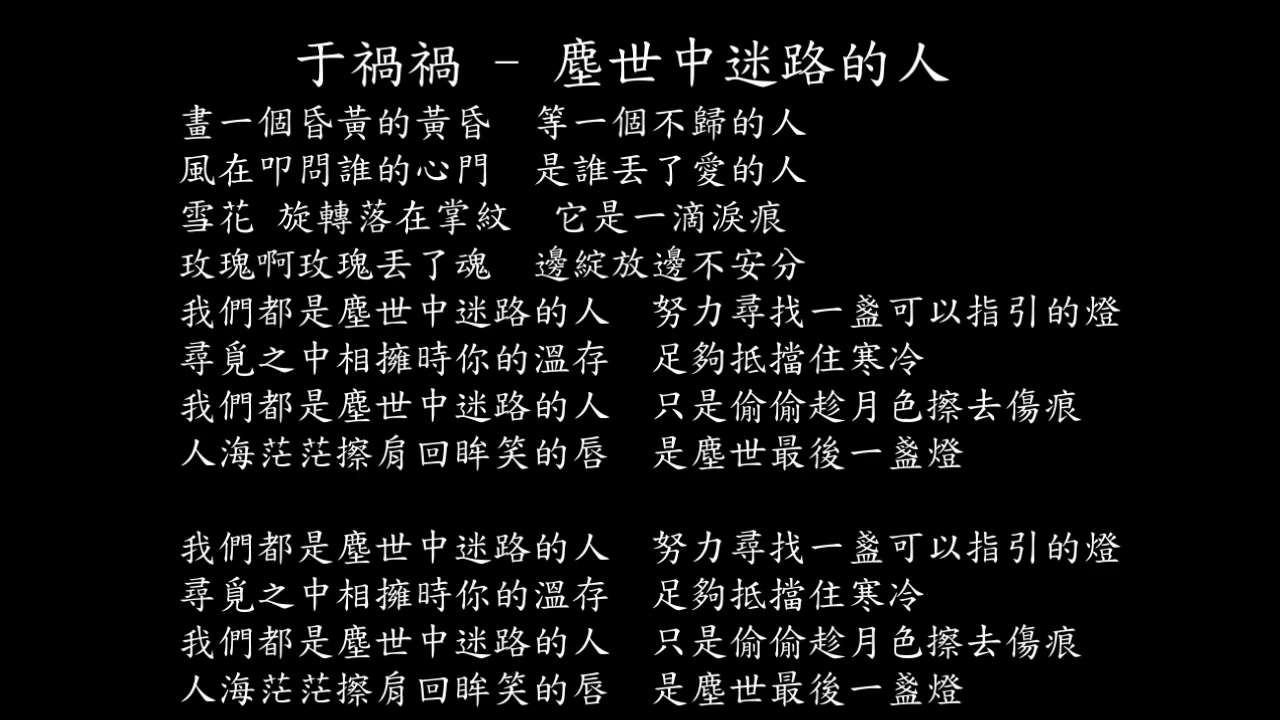 于禍禍 - 塵世中迷路的人
畫一個昏黃的黃昏　等一個不歸的人
風在叩問誰的心門　是誰丟了愛的人
雪花 旋轉落在掌紋　它是一滴淚痕
玫瑰啊玫瑰丟了魂　邊綻放邊不安分
我們都是塵世中迷路的人　努力尋找一盞可以指引的燈
尋覓之中相擁時你的溫存　足夠抵擋住寒冷
我們都是塵世中迷路的人　只是偷偷趁月色擦去傷痕
人海茫茫擦肩回眸笑的唇　是塵世最後一盞燈
我們都是塵世中迷路的人　努力尋找一盞可以指引的燈
尋覓之中相擁時你的溫存　足夠抵擋住寒冷
我們都是塵世中迷路的人　只是偷偷趁月色擦去傷痕
人海茫茫擦肩回眸笑的唇　是塵世最後一盞燈